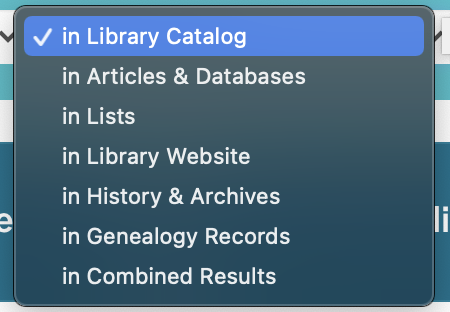 in Library Catalog
in Articles & Databases
in Lists
in Library Website
in History & Archives
in Genealogy Records
in Combined Results